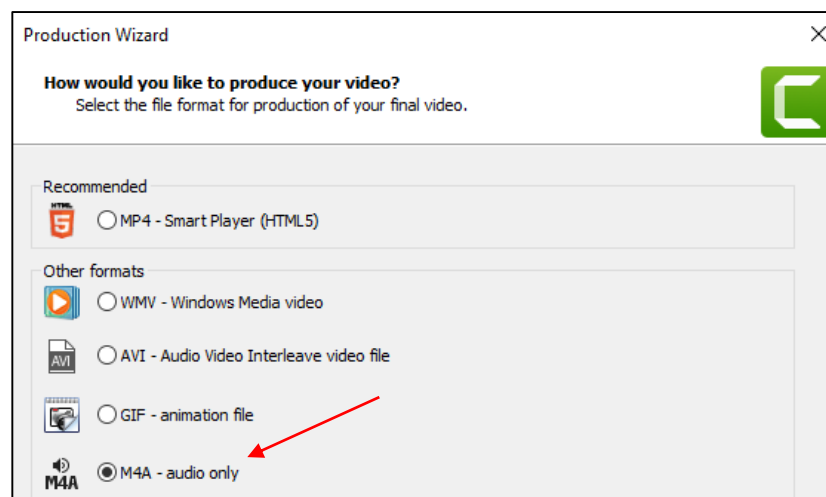 Production Wizard
How would you like to produce your video?
Select the file format for production of your final video.
Recommended
HTML
5
MP4 - Smart Player (HTML5)
Other formats
WMV - Windows Media video
AVI
AVI - Audio Video Interleave video file
GIF - animation file
M4A
M4A - audio only